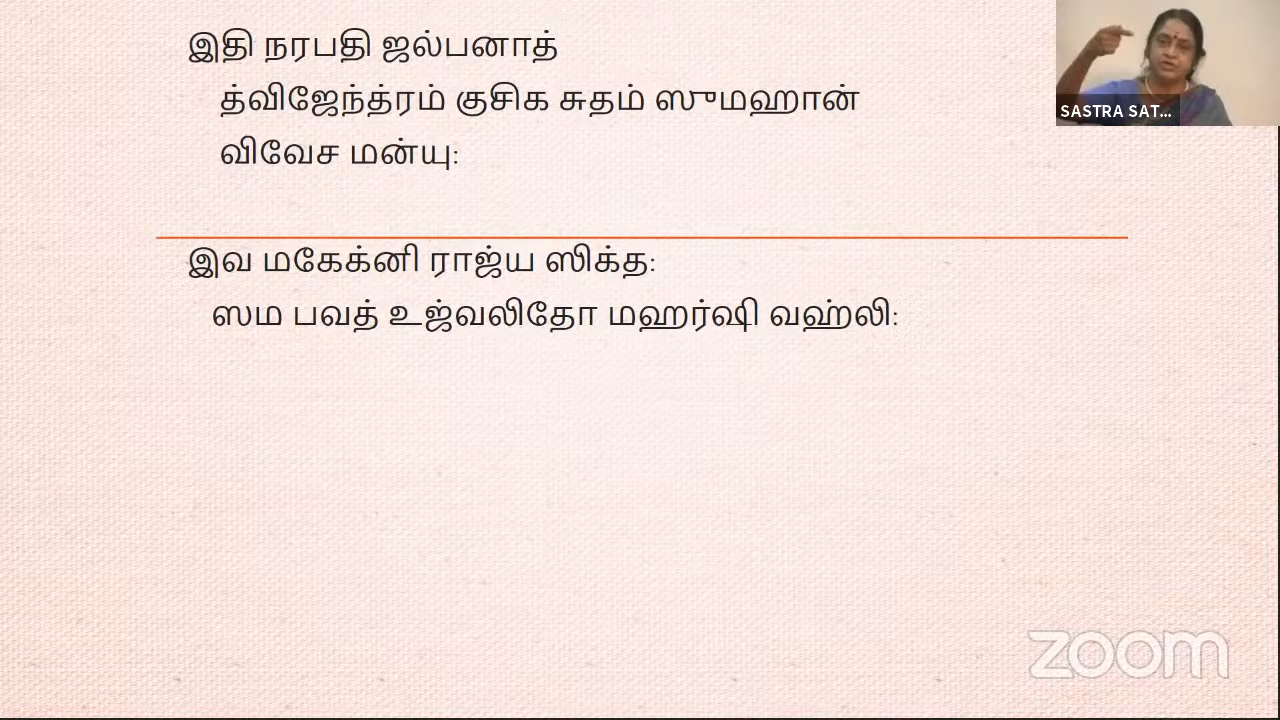 இதி நரபதி ஜல்பனாத்
த்விஜேந்த்ரம் குசிக சுதம் ஸுமஹான்
விவேச மன்யு:
SASTRA SAT...
இவ மகேக்னி ராஜ்ய ஸிக்த:
ஸம பவத் உஜ்வலிதோ மஹர்ஷி வஹ்லி:
zoom